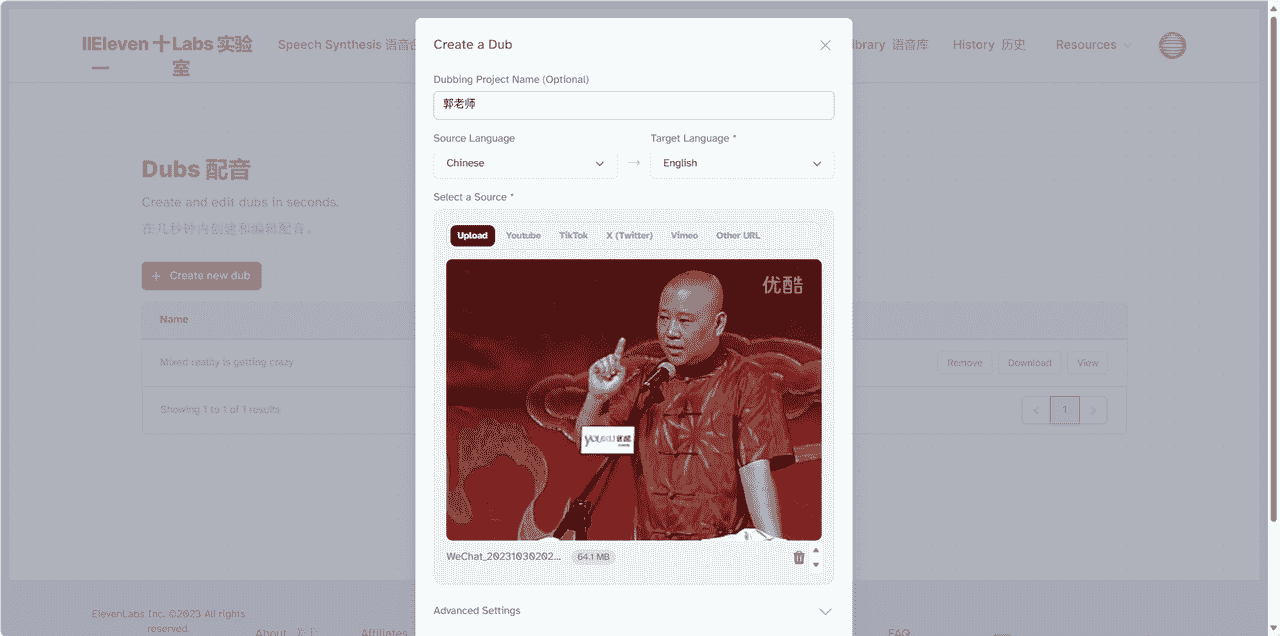 IIEleven 十Labs 实验
一 室
Speech Synthesis 语音合
ibrary 语音库
History 历史
Resources
Create a Dub
Dubbing Project Name (Optional)
郭老师
Source Language
Target Language *
Chinese
→
English
Select a Source *
Upload
Youtube
TikTok
X (Twitter)
Vimeo
Other URL
优酷
YOUKU 优酷
WeChat_20231030202...
64.1 MB
Advanced Settings
Dubs 配音
Create and edit dubs in seconds.
在几秒钟内创建和编辑配音。
+ Create new dub
Name
Mixed reality is getting crazy
Remove
Download
View
Showing 1 to 1 of 1 results
< 1 >
ElevenLabs Inc. ©2023 All rights
reserved.
About 关于
Affiliates
FAQ